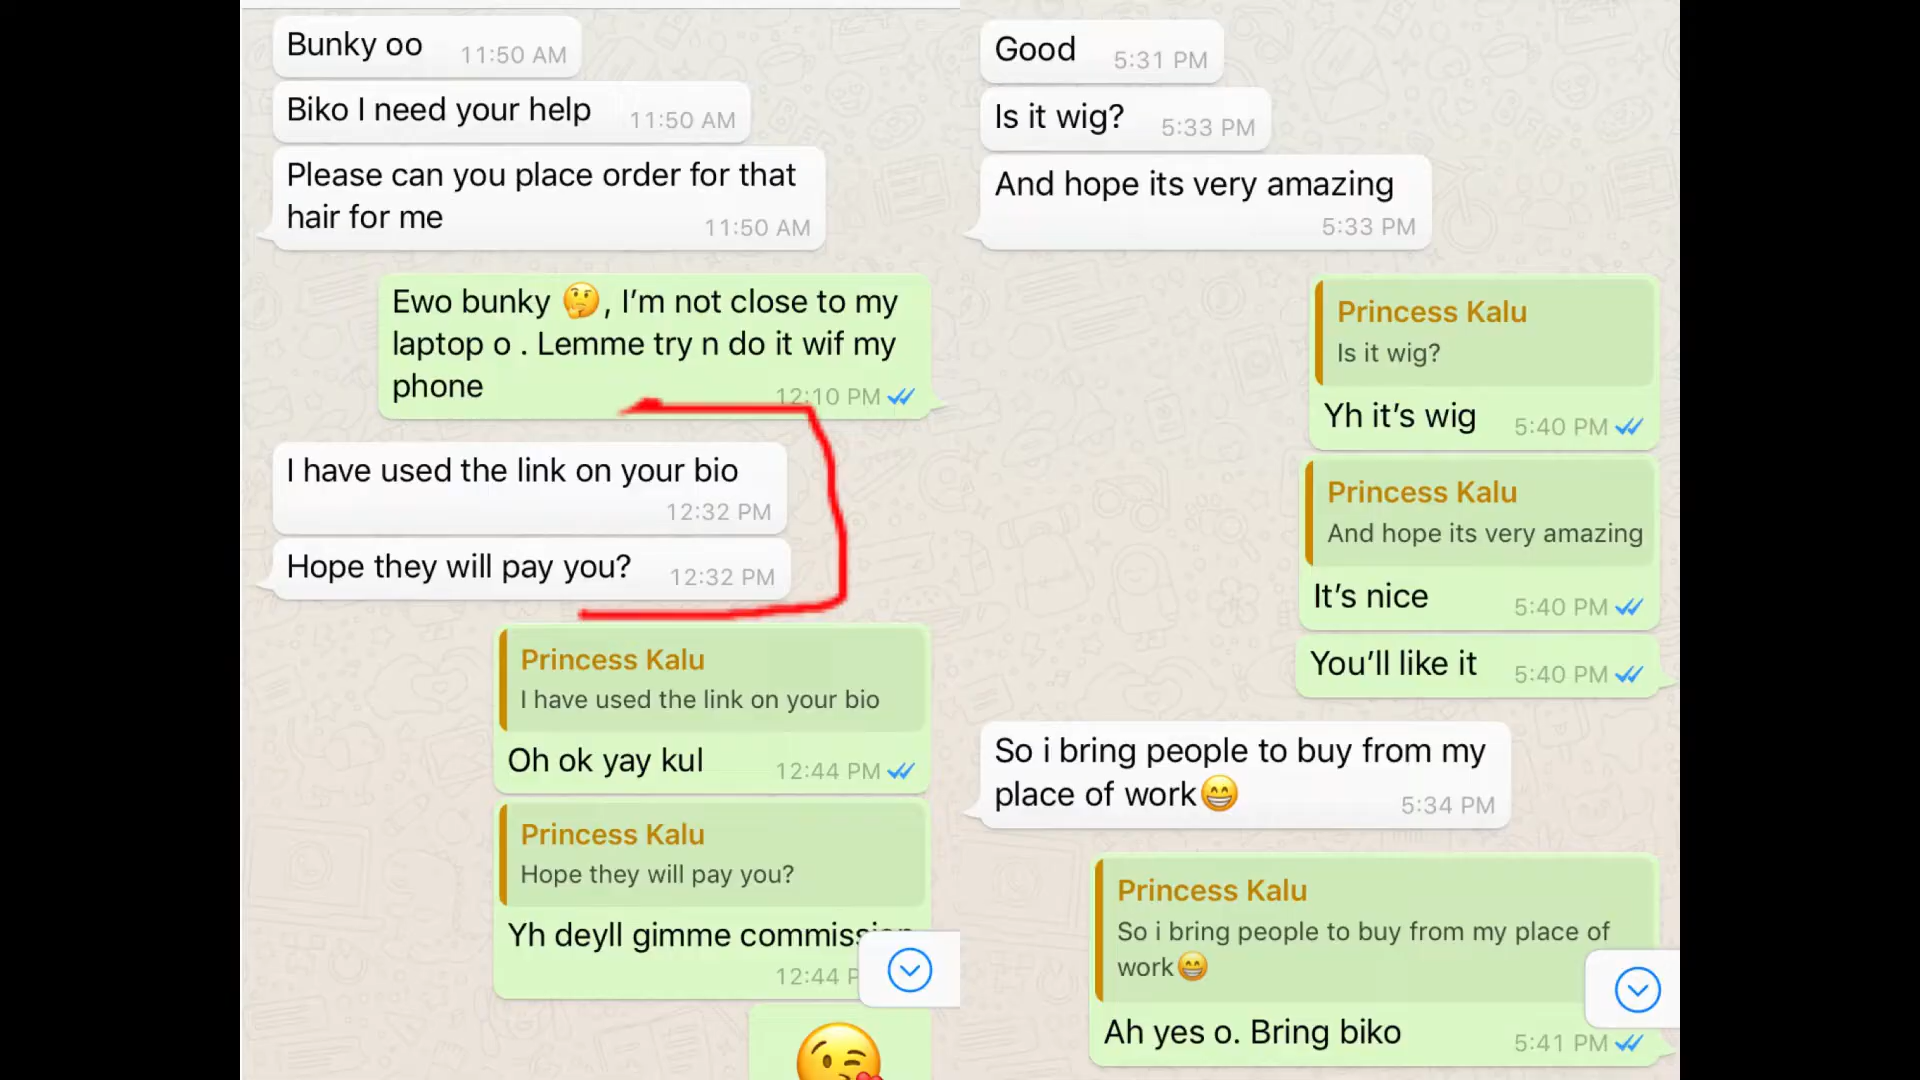 Bunky oo
11:50 AM
Biko I need your help
11:50 AM
Please can you place order for that
hair for me
11:50 AM
Ewo bunky 🤔, I'm not close to my
laptop o . Lemme try n do it wif my
phone
12:10 PM
I have used the link on your bio
12:32 PM
Hope they will pay you?
12:32 PM
Princess Kalu
I have used the link on your bio
Oh ok yay kul
12:44 PM
Princess Kalu
Hope they will pay you?
Yh deyll gimme commission
12:44 P
Good
5:31 PM
Is it wig?
5:33 PM
And hope its very amazing
5:33 PM
Princess Kalu
Is it wig?
Yh it's wig
5:40 PM
Princess Kalu
And hope its very amazing
It's nice
5:40 PM
You'll like it
5:40 PM
So i bring people to buy from my
place of work😁
5:34 PM
Princess Kalu
So i bring people to buy from my place of
work😁
Ah yes o. Bring biko
5:41 PM